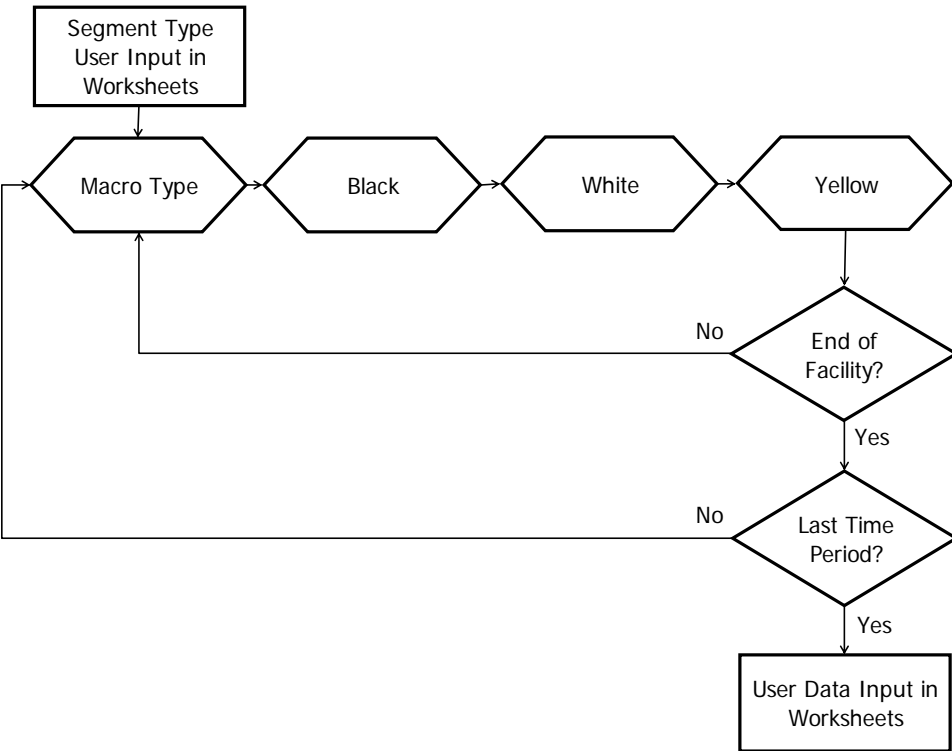 Segment Type
User Input in
Worksheets
Macro Type
Black
White
Yellow
No
End of
Facility?
Yes
No
Last Time
Period?
Yes
User Data Input in
Worksheets